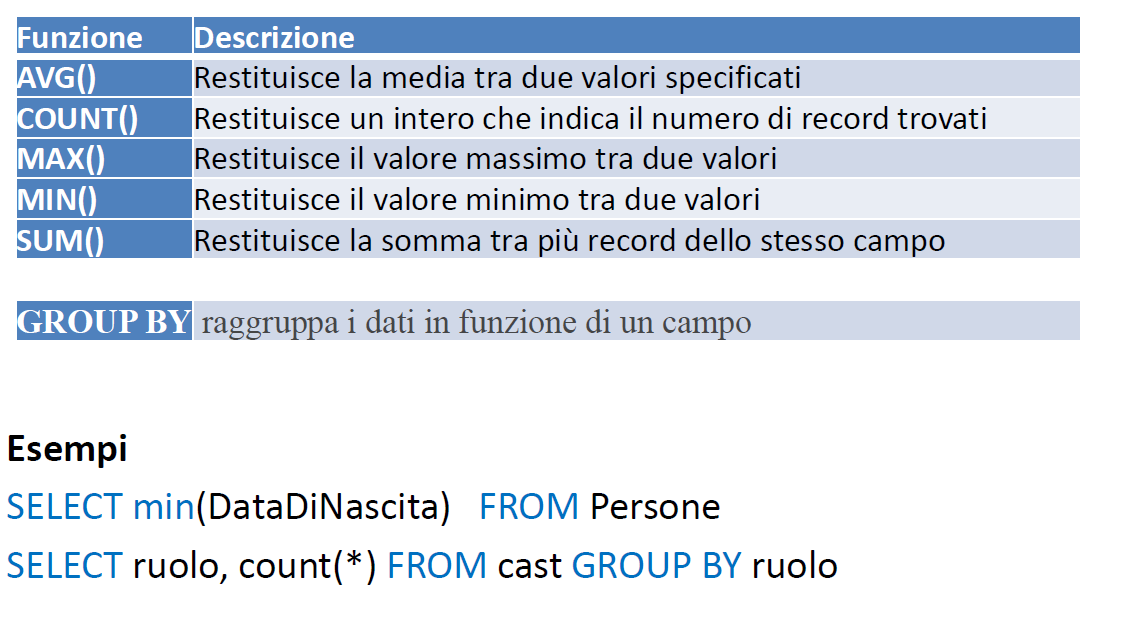 Funzione Descrizione
AVG() Restituisce la media tra due valori specificati
COUNT() Restituisce un intero che indica il numero di record trovati
MAX() Restituisce il valore massimo tra due valori
MIN() Restituisce il valore minimo tra due valori
SUM() Restituisce la somma tra più record dello stesso campo
GROUP BY raggruppa i dati in funzione di un campo
Esempi
SELECT min(DataDiNascita) FROM Persone
SELECT ruolo, count(*) FROM cast GROUP BY ruolo